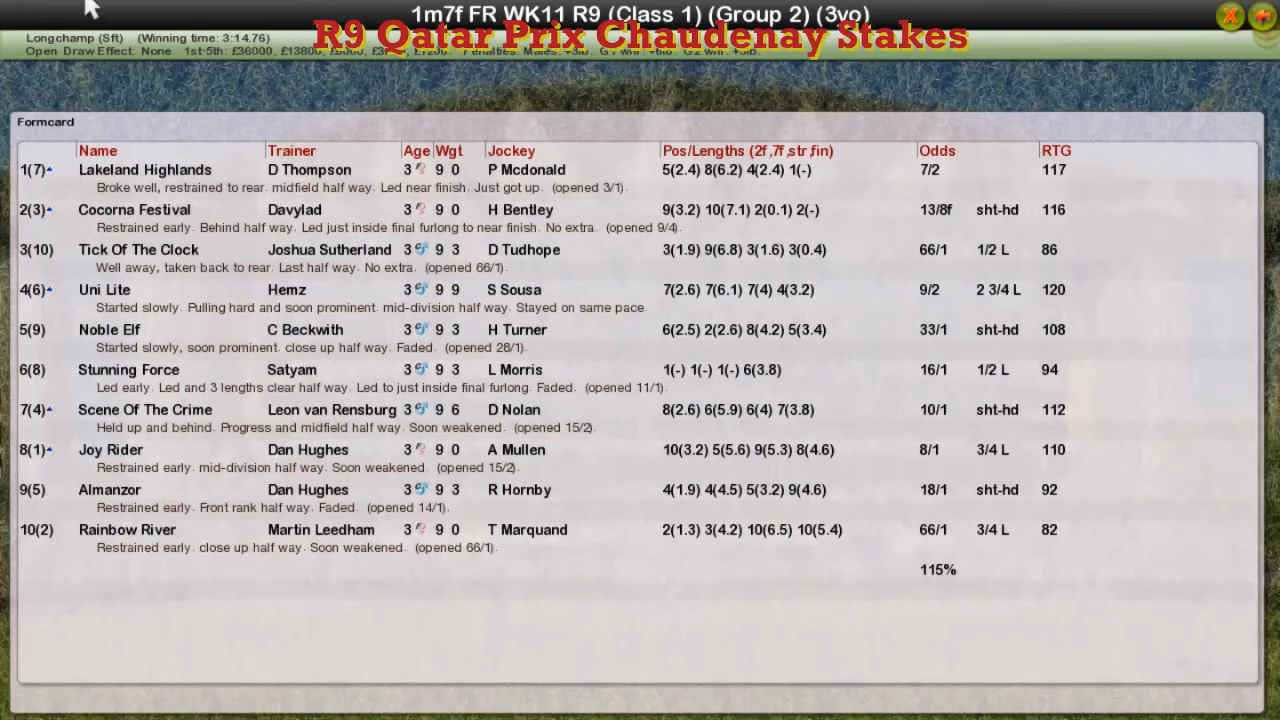 1m7f FR WK11 R9 (Class 1) (Group 2) (3yo)
R9 Qatar Prix Chaudenay Stakes
Longchamp (Sft) (Winning time: 3:14.76)
Open Draw Effect: None 1st-5th: £36000, £13800,
Formcard
Name Trainer Age Wgt Jockey Pos/Lengths (2f,7f,str,fin) Odds RTG
1(7) Lakeland Highlands D Thompson 3 9 0 P Mcdonald 5(2.4) 8(6.2) 4(2.4) 1(-) 7/2 117
Broke well, restrained to rear. midfield half way. Led near finish. Just got up. (opened 3/1).
2(3) Cocorna Festival Davylad 3 9 0 H Bentley 9(3.2) 10(7.1) 2(0.1) 2(-) 13/8f sht-hd 116
Restrained early. Behind half way. Led just inside final furlong to near finish. No extra. (opened 9/4).
3(10) Tick Of The Clock Joshua Sutherland 3 9 3 D Tudhope 3(1.9) 9(6.8) 3(1.6) 3(0.4) 66/1 1/2 L 86
Well away, taken back to rear. Last half way. No extra. (opened 66/1).
4(6) Uni Lite Hemz 3 9 9 S Sousa 7(2.6) 7(6.1) 7(4) 4(3.2) 9/2 2 3/4 L 120
Started slowly. Pulling hard and soon prominent. mid-division half way. Stayed on same pace.
5(9) Noble Elf C Beckwith 3 9 3 H Turner 6(2.5) 2(2.6) 8(4.2) 5(3.4) 33/1 sht-hd 108
Started slowly, soon prominent. close up half way. Faded. (opened 28/1).
6(8) Stunning Force Satyam 3 9 3 L Morris 1(-) 1(-) 1(-) 6(3.8) 16/1 1/2 L 94
Led early. Led and 3 lengths clear half way. Led to just inside final furlong. Faded. (opened 11/1).
7(4) Scene Of The Crime Leon van Rensburg 3 9 6 D Nolan 8(2.6) 6(5.9) 6(4) 7(3.8) 10/1 sht-hd 112
Held up and behind. Progress and midfield half way. Soon weakened. (opened 15/2).
8(1) Joy Rider Dan Hughes 3 9 0 A Mullen 10(3.2) 5(5.6) 9(5.3) 8(4.6) 8/1 3/4 L 110
Restrained early. mid-division half way. Soon weakened. (opened 15/2).
9(5) Almanzor Dan Hughes 3 9 3 R Hornby 4(1.9) 4(4.5) 5(3.2) 9(4.6) 18/1 sht-hd 92
Restrained early. Front rank half way. Faded. (opened 14/1).
10(2) Rainbow River Martin Leedham 3 9 0 T Marquand 2(1.3) 3(4.2) 10(6.5) 10(5.4) 66/1 3/4 L 82
Restrained early. close up half way. Soon weakened. (opened 66/1).
115%